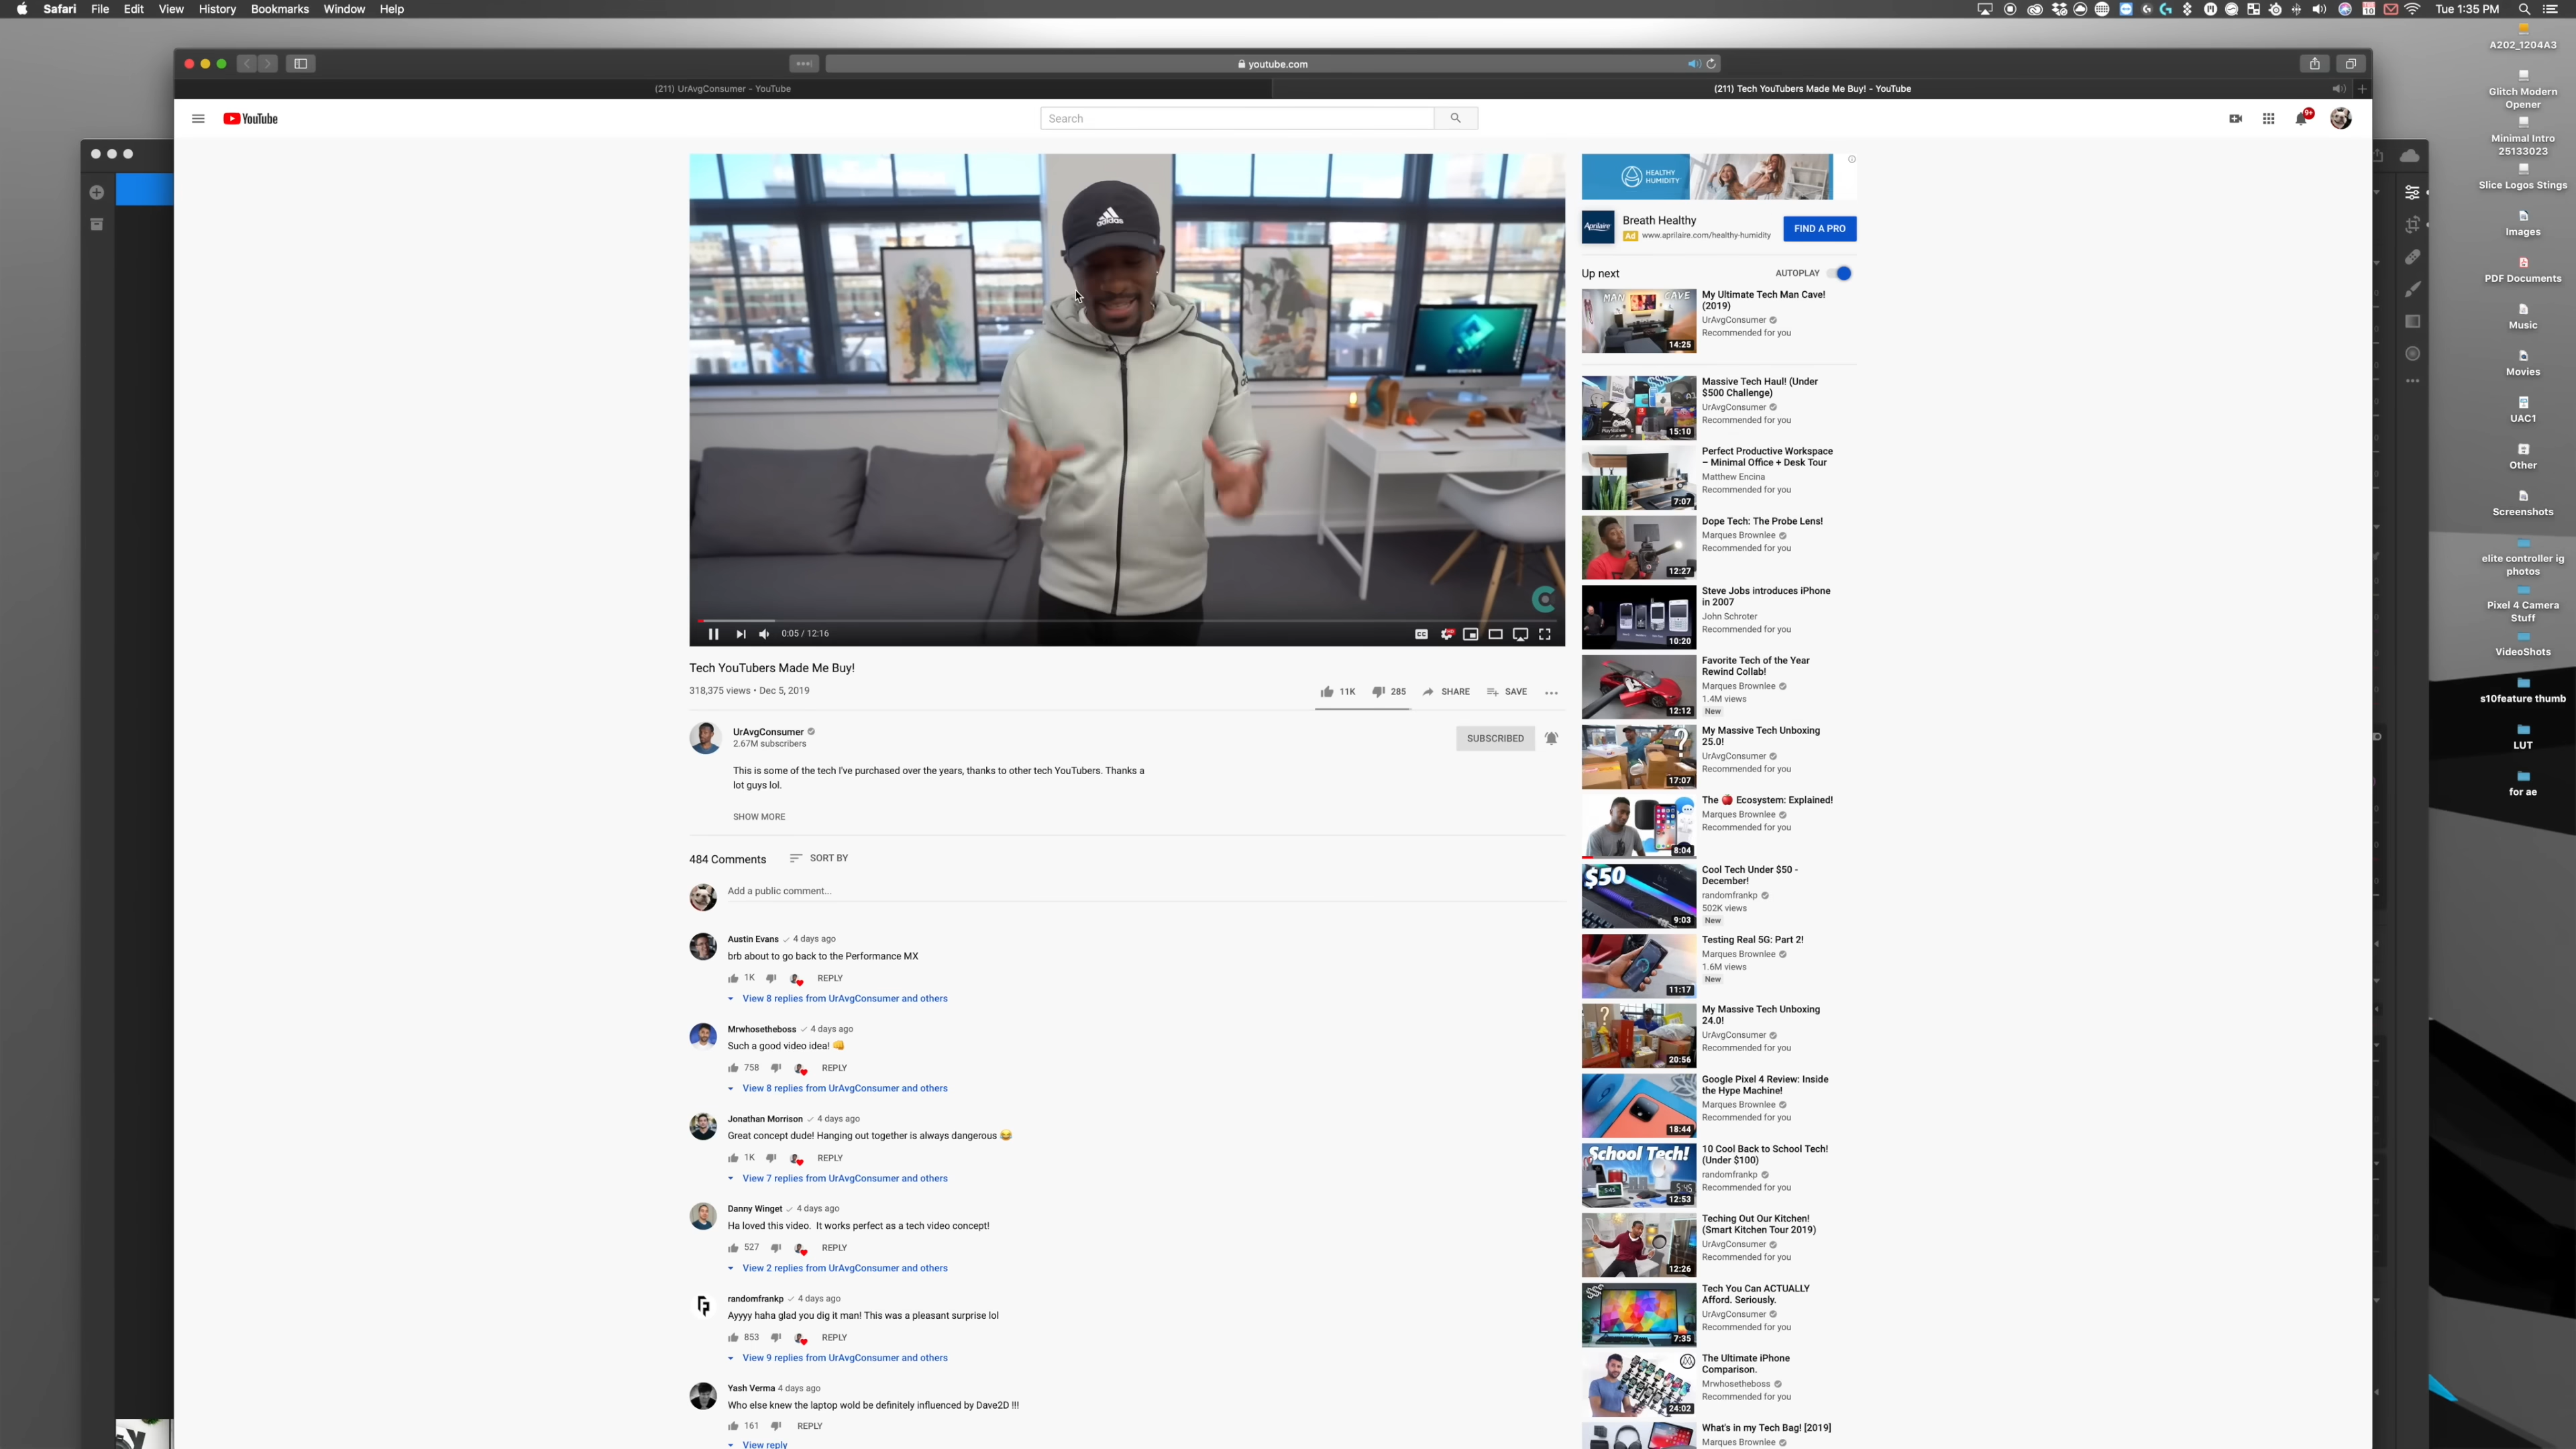 Safari File Edit View History Bookmarks Window Help
Tue 1:35 PM
youtube.com
(211) UrAvgConsumer - YouTube
(211) Tech YouTubers Made Me Buy! - YouTube
YouTube
Search
9+
adidas
0:05 / 12:16
Tech YouTubers Made Me Buy!
318,375 views • Dec 5, 2019
11K 285 SHARE SAVE
UrAvgConsumer
2.67M subscribers
SUBSCRIBED
This is some of the tech I've purchased over the years, thanks to other tech YouTubers. Thanks a
lot guys lol.
SHOW MORE
484 Comments SORT BY
Add a public comment...
Austin Evans 4 days ago
brb about to go back to the Performance MX
1K REPLY
View 8 replies from UrAvgConsumer and others
Mrwhosetheboss 4 days ago
Such a good video idea! 👊
758 REPLY
View 8 replies from UrAvgConsumer and others
Jonathan Morrison 4 days ago
Great concept dude! Hanging out together is always dangerous 😂
1K REPLY
View 7 replies from UrAvgConsumer and others
Danny Winget 4 days ago
Ha loved this video. It works perfect as a tech video concept!
527 REPLY
View 2 replies from UrAvgConsumer and others
randomfrankp 4 days ago
Ayyyy haha glad you dig it man! This was a pleasant surprise lol
853 REPLY
View 9 replies from UrAvgConsumer and others
Yash Verma 4 days ago
Who else knew the laptop wold be definitely influenced by Dave2D !!!
161 REPLY
View reply
HEALTHY
HUMIDITY
Aprilaire
Breath Healthy
Ad www.aprilaire.com/healthy-humidity
FIND A PRO
Up next AUTOPLAY
MAN CAVE
14:25
My Ultimate Tech Man Cave!
(2019)
UrAvgConsumer
Recommended for you
15:10
Massive Tech Haul! (Under
$500 Challenge)
UrAvgConsumer
Recommended for you
7:07
Perfect Productive Workspace
– Minimal Office + Desk Tour
Matthew Encina
Recommended for you
12:27
Dope Tech: The Probe Lens!
Marques Brownlee
Recommended for you
10:20
Steve Jobs introduces iPhone
in 2007
John Schroter
Recommended for you
12:12
Favorite Tech of the Year
Rewind Collab!
Marques Brownlee
1.4M views
New
?
17:07
My Massive Tech Unboxing
25.0!
UrAvgConsumer
Recommended for you
8:04
The 🍎 Ecosystem: Explained!
Marques Brownlee
Recommended for you
$50
9:03
Cool Tech Under $50 -
December!
randomfrankp
502K views
New
11:17
Testing Real 5G: Part 2!
Marques Brownlee
1.6M views
New
?
20:56
My Massive Tech Unboxing
24.0!
UrAvgConsumer
Recommended for you
18:44
Google Pixel 4 Review: Inside
the Hype Machine!
Marques Brownlee
Recommended for you
School Tech!
5:45
12:53
10 Cool Back to School Tech!
(Under $100)
randomfrankp
Recommended for you
12:26
Teching Out Our Kitchen!
(Smart Kitchen Tour 2019)
UrAvgConsumer
Recommended for you
$$$
7:35
Tech You Can ACTUALLY
Afford. Seriously.
UrAvgConsumer
Recommended for you
24:02
The Ultimate iPhone
Comparison.
Mrwhosetheboss
Recommended for you
What's in my Tech Bag! [2019]
Marques Brownlee
A202_1204A3
Glitch Modern
Opener
Minimal Intro
25133023
Slice Logos Stings
Images
PDF Documents
Music
Movies
UAC1
Other
Screenshots
elite controller ig
photos
Pixel 4 Camera
Stuff
VideoShots
s10feature thumb
LUT
for ae